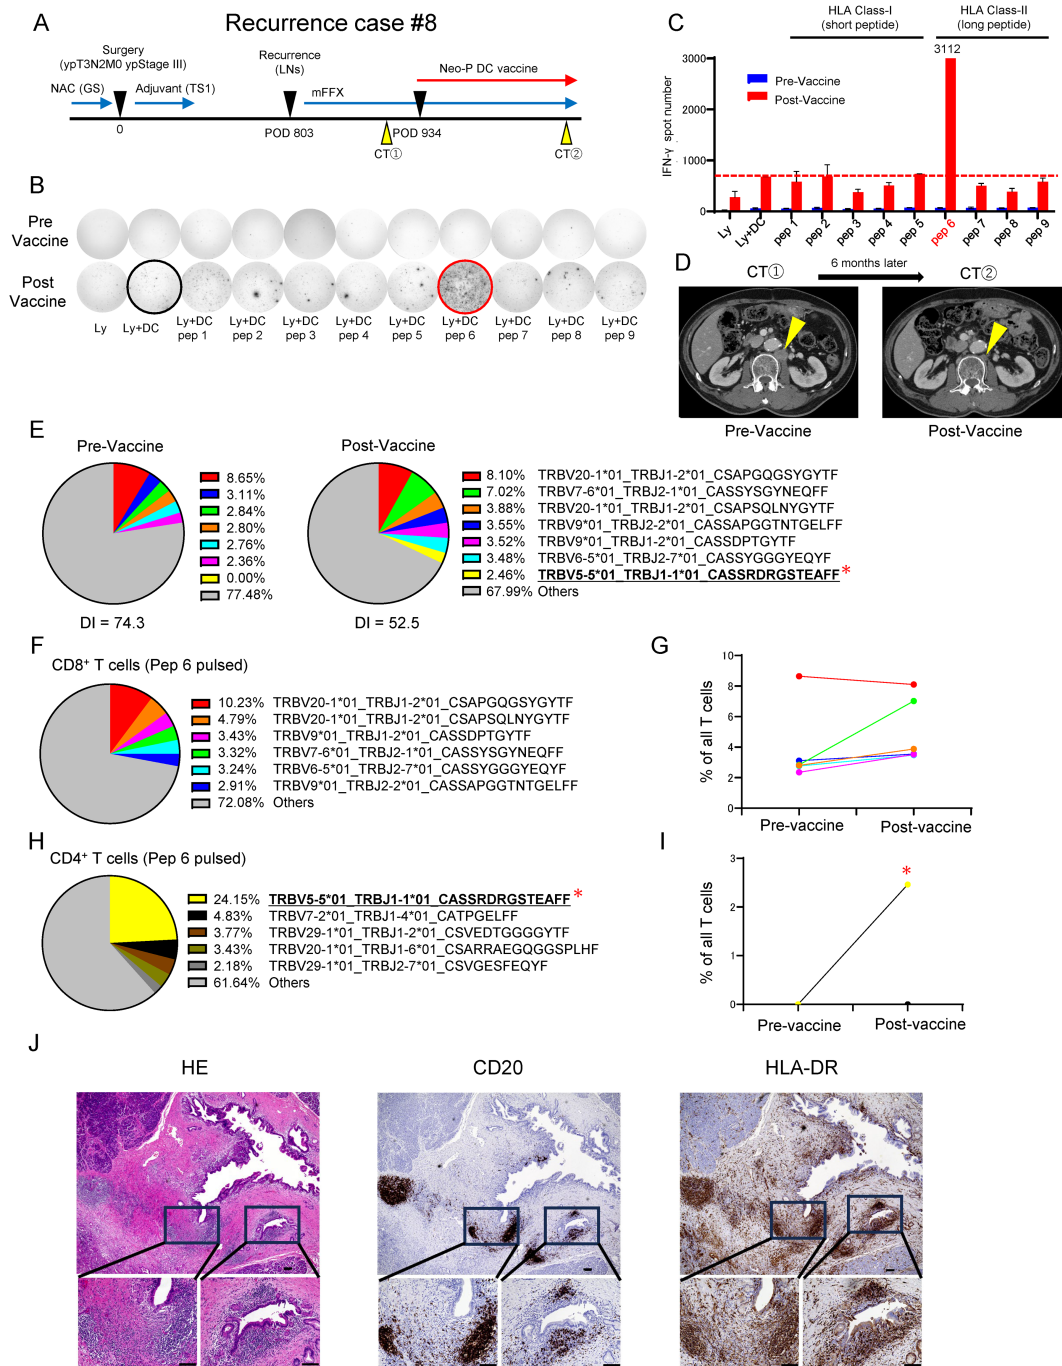 A
Recurrence case #8
Surgery
(ypT3N2M0 ypStage III)
Recurrence
(LNs)
Neo-P DC vaccine
NAC (GS)
Adjuvant (TS1)
mFFX
0
POD 803
POD 934
CT①
CT②
B
Pre
Vaccine
Post
Vaccine
Ly
Ly+DC
Ly+DC
pep 1
Ly+DC
pep 2
Ly+DC
pep 3
Ly+DC
pep 4
Ly+DC
pep 5
Ly+DC
pep 6
Ly+DC
pep 7
Ly+DC
pep 8
Ly+DC
pep 9
C
HLA Class-I
(short peptide)
HLA Class-II
(long peptide)
3112
Pre-Vaccine
Post-Vaccine
IFN-γ spot number
3000
2000
1000
0
Ly
Ly+DC
pep 1
pep 2
pep 3
pep 4
pep 5
pep 6
pep 7
pep 8
pep 9
D
CT①
6 months later
CT②
Pre-Vaccine
Post-Vaccine
E
Pre-Vaccine
8.65%
3.11%
2.84%
2.80%
2.76%
2.36%
0.00%
77.48%
DI = 74.3
Post-Vaccine
8.10% TRBV20-1*01_TRBJ1-2*01_CSAPGQGSYGYTF
7.02% TRBV7-6*01_TRBJ2-1*01_CASSYSGYNEQFF
3.88% TRBV20-1*01_TRBJ1-2*01_CSAPSQLNYGYTF
3.55% TRBV9*01_TRBJ2-2*01_CASSAPGGTNTGELFF
3.52% TRBV9*01_TRBJ1-2*01_CASSDPTGYTF
3.48% TRBV6-5*01_TRBJ2-7*01_CASSYGGGYEQYF
2.46% TRBV5-5*01_TRBJ1-1*01_CASSRDRGSTEAFF *
67.99% Others
DI = 52.5
F
CD8⁺ T cells (Pep 6 pulsed)
10.23% TRBV20-1*01_TRBJ1-2*01_CSAPGQGSYGYTF
4.79% TRBV20-1*01_TRBJ1-2*01_CSAPSQLNYGYTF
3.43% TRBV9*01_TRBJ1-2*01_CASSDPTGYTF
3.32% TRBV7-6*01_TRBJ2-1*01_CASSYSGYNEQFF
3.24% TRBV6-5*01_TRBJ2-7*01_CASSYGGGYEQYF
2.91% TRBV9*01_TRBJ2-2*01_CASSAPGGTNTGELFF
72.08% Others
G
% of all T cells
10
8
6
4
2
0
Pre-vaccine
Post-vaccine
H
CD4⁺ T cells (Pep 6 pulsed)
24.15% TRBV5-5*01_TRBJ1-1*01_CASSRDRGSTEAFF *
4.83% TRBV7-2*01_TRBJ1-4*01_CATPGELFF
3.77% TRBV29-1*01_TRBJ1-2*01_CSVEDTGGGGYTF
3.43% TRBV20-1*01_TRBJ1-6*01_CSARRAEGQGGSPLHF
2.18% TRBV29-1*01_TRBJ2-7*01_CSVGESFEQYF
61.64% Others
I
% of all T cells
3
2
1
0
*
Pre-vaccine
Post-vaccine
J
HE
CD20
HLA-DR